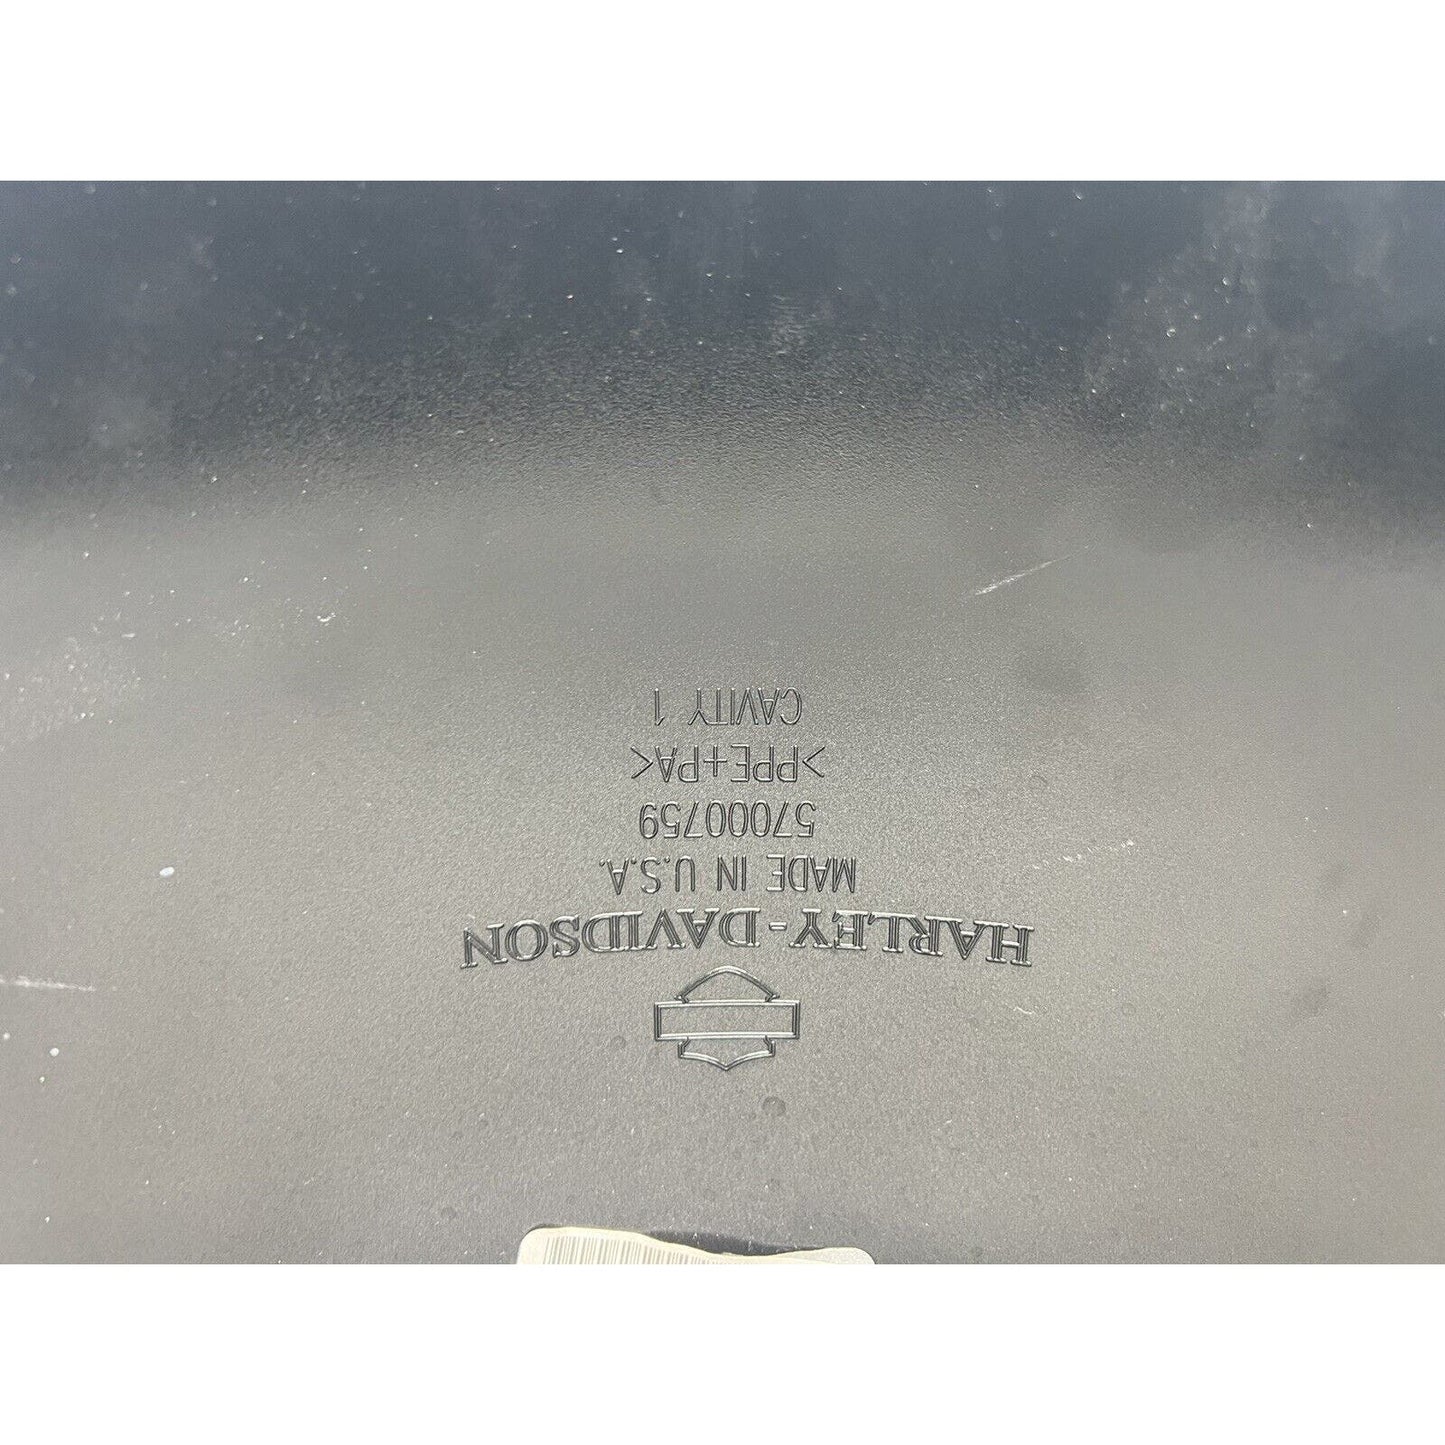 HARLEY-DAVIDSON
MADE IN U.S.A.
57000759
>PPE+PA<
CAVITY 1